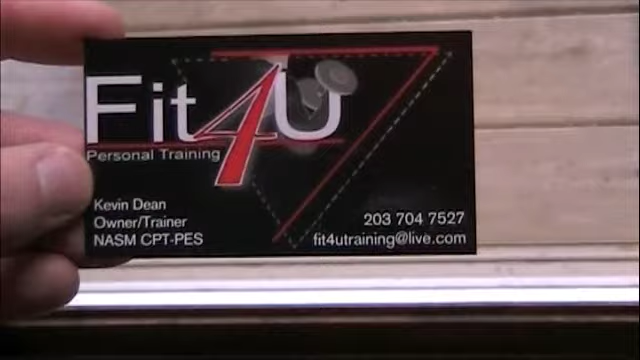 Fit4U
Personal Training
Kevin Dean
Owner/Trainer
NASM CPT-PES
203 704 7527
fit4utraining@live.com